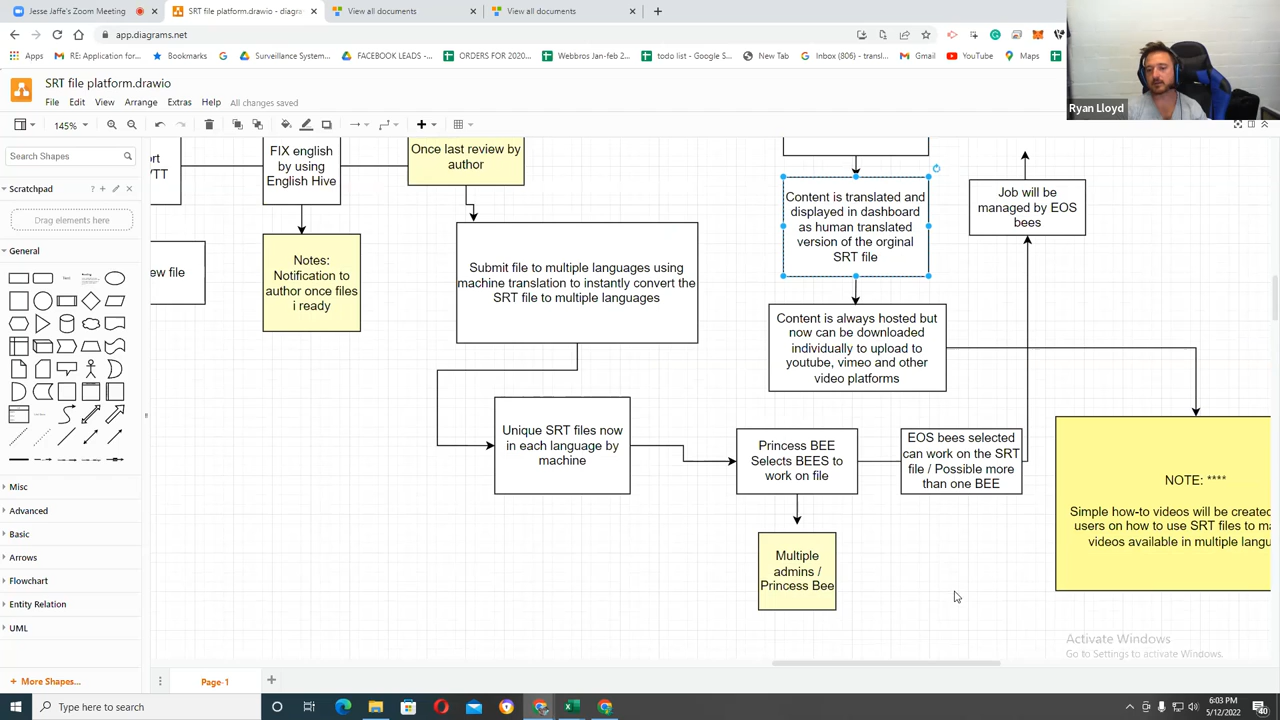 Jesse Jaffe's Zoom Meeting
SRT file platform.drawio - diagra
View all documents
View all documents
app.diagrams.net
Apps
RE: Application for...
Bookmarks
Surveillance System...
FACEBOOK LEADS -...
ORDERS FOR 2020...
Webbros Jan-feb 2...
todo list - Google S...
New Tab
Inbox (806) - transl...
Gmail
YouTube
Maps
Ryan Lloyd
SRT file platform.drawio
File Edit View Arrange Extras Help All changes saved
145%
Search Shapes
Scratchpad
Drag elements here
General
Misc
Advanced
Basic
Arrows
Flowchart
Entity Relation
UML
+ More Shapes...
ort
/TT
ew file
FIX english
by using
English Hive
Once last review by
author
Notes:
Notification to
author once files
i ready
Submit file to multiple languages using
machine translation to instantly convert the
SRT file to multiple languages
Unique SRT files now
in each language by
machine
Content is translated and
displayed in dashboard
as human translated
version of the orginal
SRT file
Job will be
managed by EOS
bees
Content is always hosted but
now can be downloaded
individually to upload to
youtube, vimeo and other
video platforms
Princess BEE
Selects BEES to
work on file
EOS bees selected
can work on the SRT
file / Possible more
than one BEE
Multiple
admins /
Princess Bee
NOTE: ****
Simple how-to videos will be created
users on how to use SRT files to ma
videos available in multiple langu
Activate Windows
Go to Settings to activate Windows.
Page-1
Type here to search
6:03 PM
5/12/2022
40